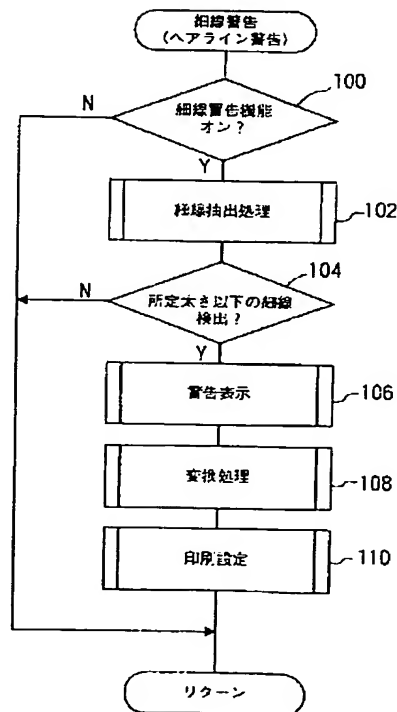 細線警告
(ヘアライン警告)
100
N
細線警告機能
オン?
Y
細線抽出処理
102
104
N
所定太さ以下の細線
検出?
Y
警告表示
106
変換処理
108
印刷設定
110
リターン